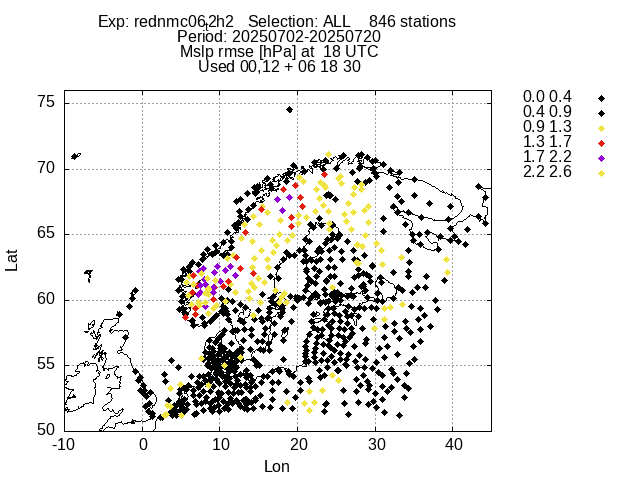 Exp: rednmc06,2h2 Selection: ALL 846 stations
Period: 20250702-20250720
Mslp rmse [hPa] at 18 UTC
Used 00,12 + 06 18 30
0.0 0.4
0.4 0.9
0.9 1.3
1.3 1.7
1.7 2.2
2.2 2.6
75
70
65
60
55
50
Lat
-10 0 10 20 30 40
Lon